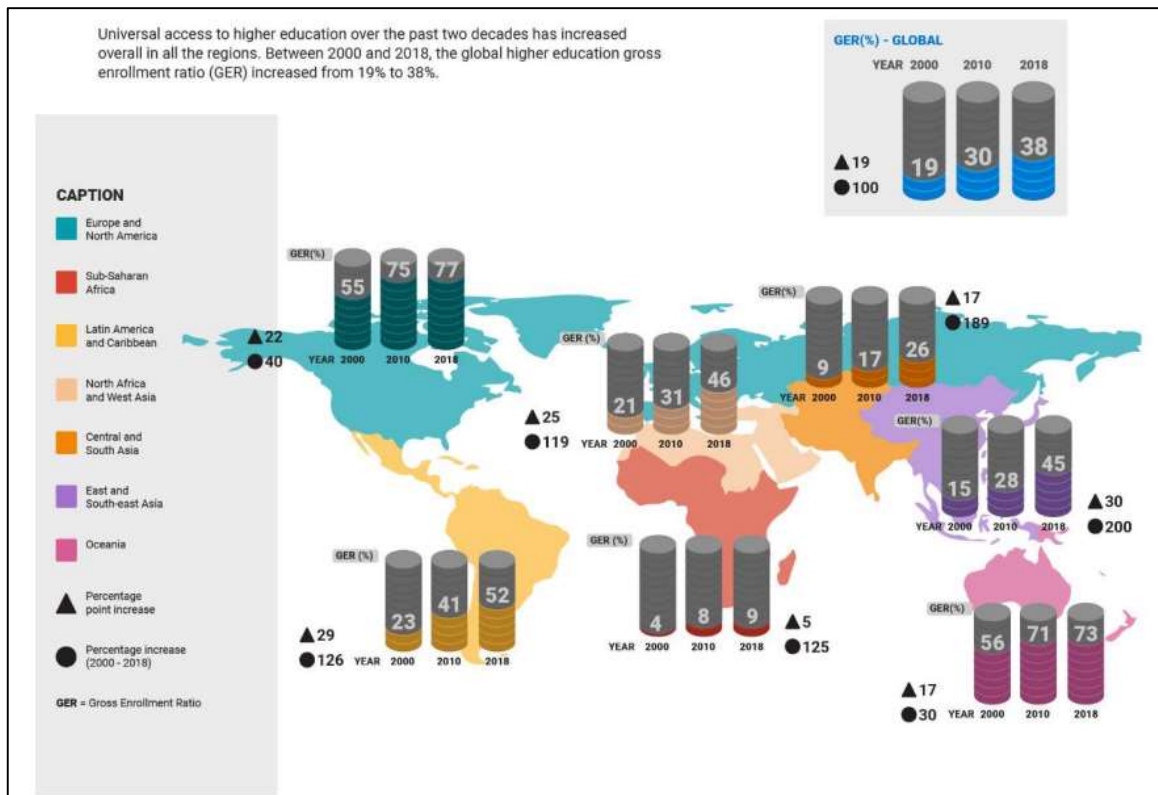 Universal access to higher education over the past two decades has increased
overall in all the regions. Between 2000 and 2018, the global higher education gross
enrollment ratio (GER) increased from 19% to 38%.
GER(%) - GLOBAL
YEAR 2000 2010 2018
19 30 38
▲19
●100
CAPTION
Europe and
North America
Sub-Saharan
Africa
Latin America
and Caribbean
North Africa
and West Asia
Central and
South Asia
East and
South-east Asia
Oceania
Percentage
point increase
Percentage increase
(2000 - 2018)
GER = Gross Enrollment Ratio
GER(%)
55 75 77
▲22
●40
YEAR 2000 2010 2018
GER (%)
21 31 46
▲25
●119
YEAR 2000 2010 2018
GER(%)
9 17 26
▲17
●189
YEAR 2000 2010 2018
GER(%)
15 28 45
▲30
●200
YEAR 2000 2010 2018
GER (%)
23 41 52
▲29
●126
YEAR 2000 2010 2018
GER (%)
4 8 9
▲5
●125
YEAR 2000 2010 2018
GER(%)
56 71 73
▲17
●30
YEAR 2000 2010 2018